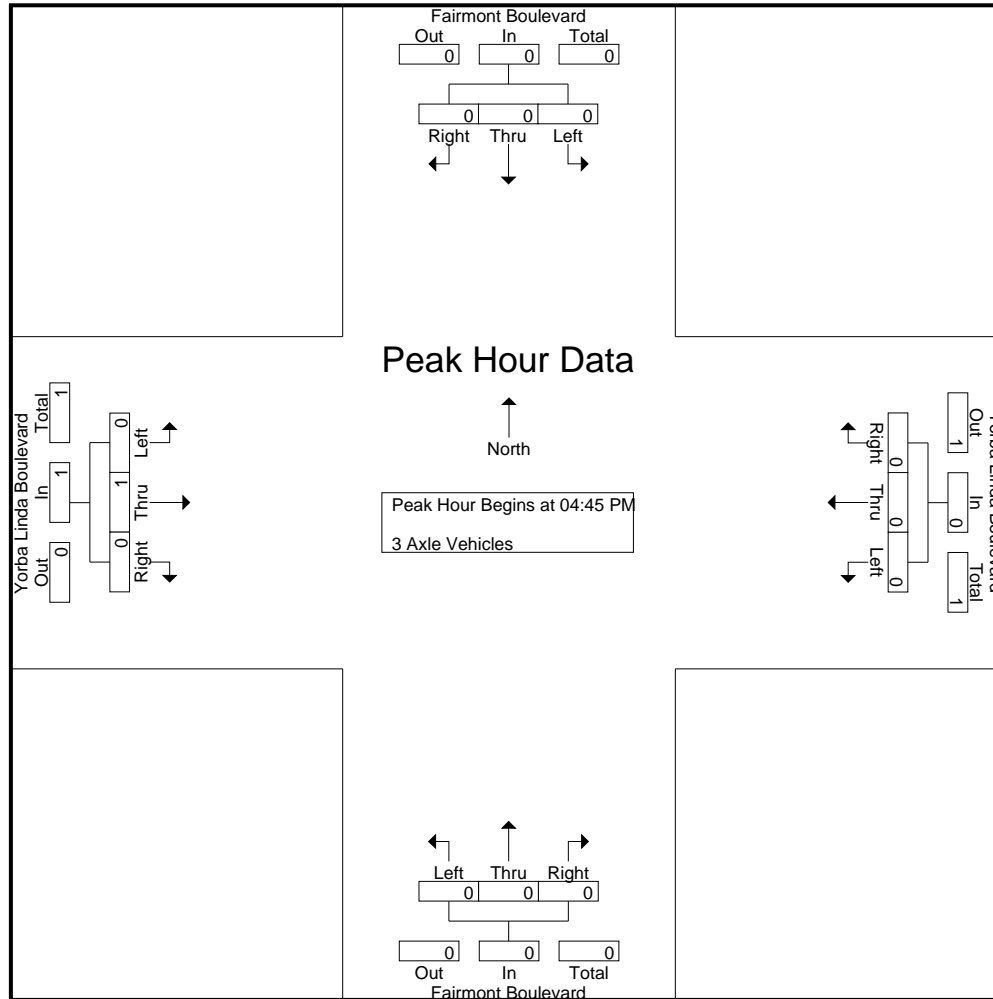 Fairmont Boulevard
Out In Total
0 0 0
0 0 0
Right Thru Left
Peak Hour Data
North
Peak Hour Begins at 04:45 PM
3 Axle Vehicles
Yorba Linda Boulevard
Out In Total
0 1 1
0 1 0
Left Thru Right
Right Thru Left
0 0 0
Out In Total
1 0 1
Yorba Linda Boulevard
Left Thru Right
0 0 0
0 0 0
Out In Total
Fairmont Boulevard